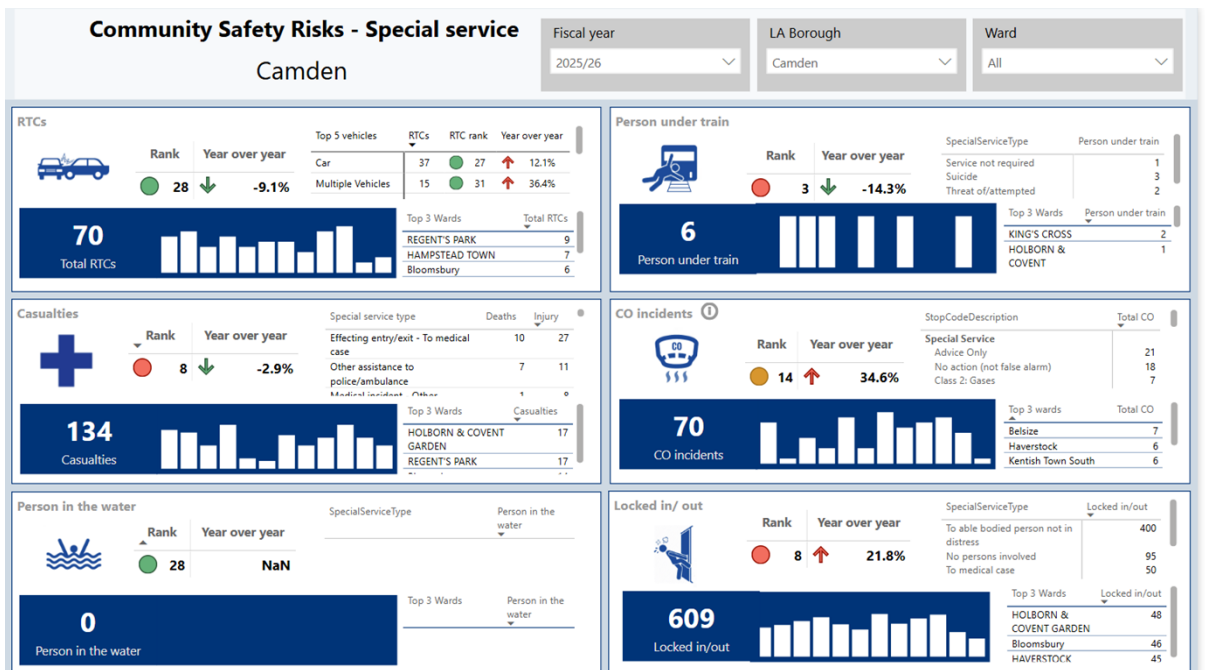 Community Safety Risks - Special service
Camden
Fiscal year
2025/26
LA Borough
Camden
Ward
All
RTCs
Rank Year over year
28 -9.1%
Top 5 vehicles RTCs RTC rank Year over year
Car 37 27 12.1%
Multiple Vehicles 15 31 36.4%
70
Total RTCs
Top 3 Wards Total RTCs
REGENT'S PARK 9
HAMPSTEAD TOWN 7
Bloomsbury 6
Person under train
Rank Year over year
3 -14.3%
SpecialServiceType Person under train
Service not required 1
Suicide 3
Threat of/attempted 2
6
Person under train
Top 3 Wards Person under train
KING'S CROSS 2
HOLBORN & 1
COVENT
Casualties
Rank Year over year
8 -2.9%
Special service type Deaths Injury
Effecting entry/exit - To medical 10 27
case
Other assistance to 7 11
police/ambulance
Medical incident - Other 1 8
134
Casualties
Top 3 Wards Casualties
HOLBORN & COVENT 17
GARDEN
REGENT'S PARK 17
CO incidents
Rank Year over year
14 34.6%
StopCodeDescription Total CO
Special Service
Advice Only 21
No action (not false alarm) 18
Class 2: Gases 7
CO
70
CO incidents
Top 3 wards Total CO
Belsize 7
Haverstock 6
Kentish Town South 6
Person in the water
Rank Year over year
28 NaN
SpecialServiceType Person in the
water
0
Person in the water
Top 3 Wards Person in the
water
Locked in/ out
Rank Year over year
8 21.8%
SpecialServiceType Locked in/out
To able bodied person not in 400
distress
No persons involved 95
To medical case 50
609
Locked in/out
Top 3 Wards Locked in/out
HOLBORN & 48
COVENT GARDEN
Bloomsbury 46
HAVERSTOCK 45